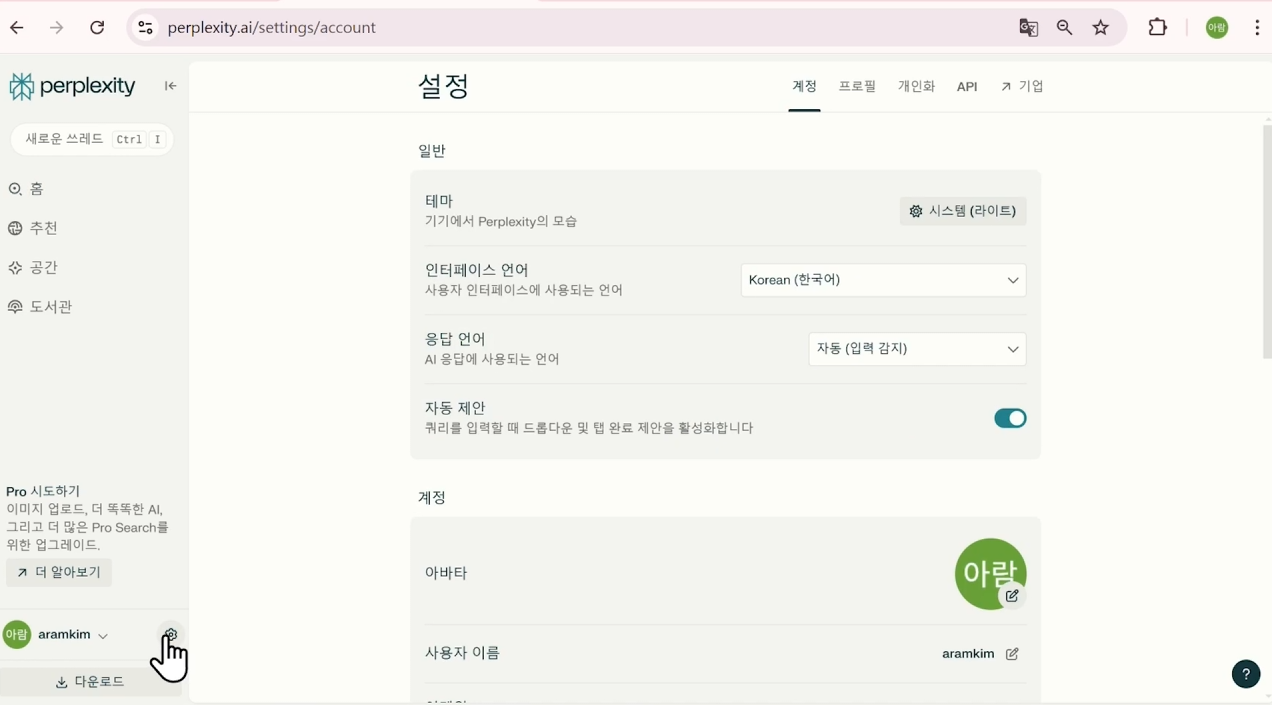 perplexity.ai/settings/account
아람
perplexity
새로운 쓰레드 Ctrl I
홈
추천
공간
도서관
Pro 시도하기
이미지 업로드, 더 똑똑한 AI,
그리고 더 많은 Pro Search를
위한 업그레이드.
더 알아보기
아람 aramkim
다운로드
설정
계정 프로필 개인화 API 기업
일반
테마
기기에서 Perplexity의 모습
시스템 (라이트)
인터페이스 언어
사용자 인터페이스에 사용되는 언어
Korean (한국어)
응답 언어
AI 응답에 사용되는 언어
자동 (입력 감지)
자동 제안
쿼리를 입력할 때 드롭다운 및 탭 완료 제안을 활성화합니다
계정
아바타
아람
사용자 이름
aramkim
?